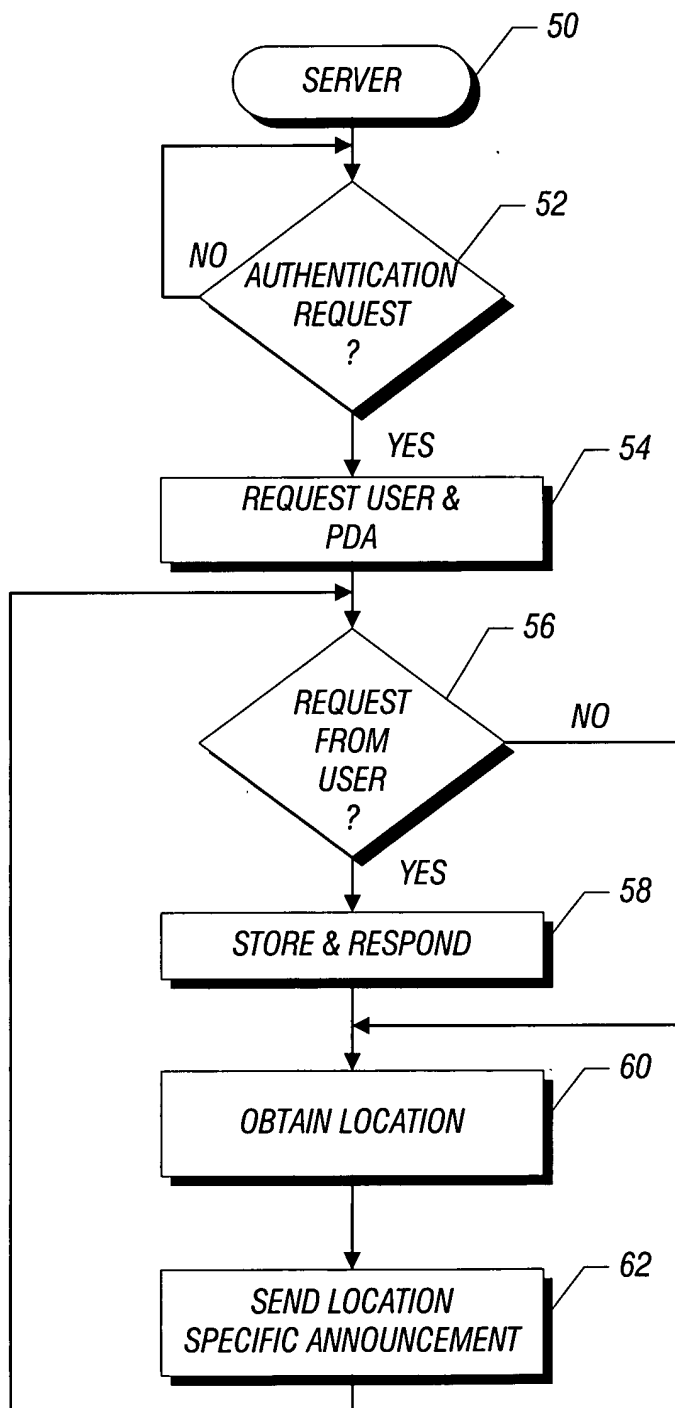 50
SERVER
52
NO
AUTHENTICATION
REQUEST
?
YES
54
REQUEST USER &
PDA
56
REQUEST
FROM
USER
?
NO
YES
58
STORE & RESPOND
60
OBTAIN LOCATION
62
SEND LOCATION
SPECIFIC ANNOUNCEMENT